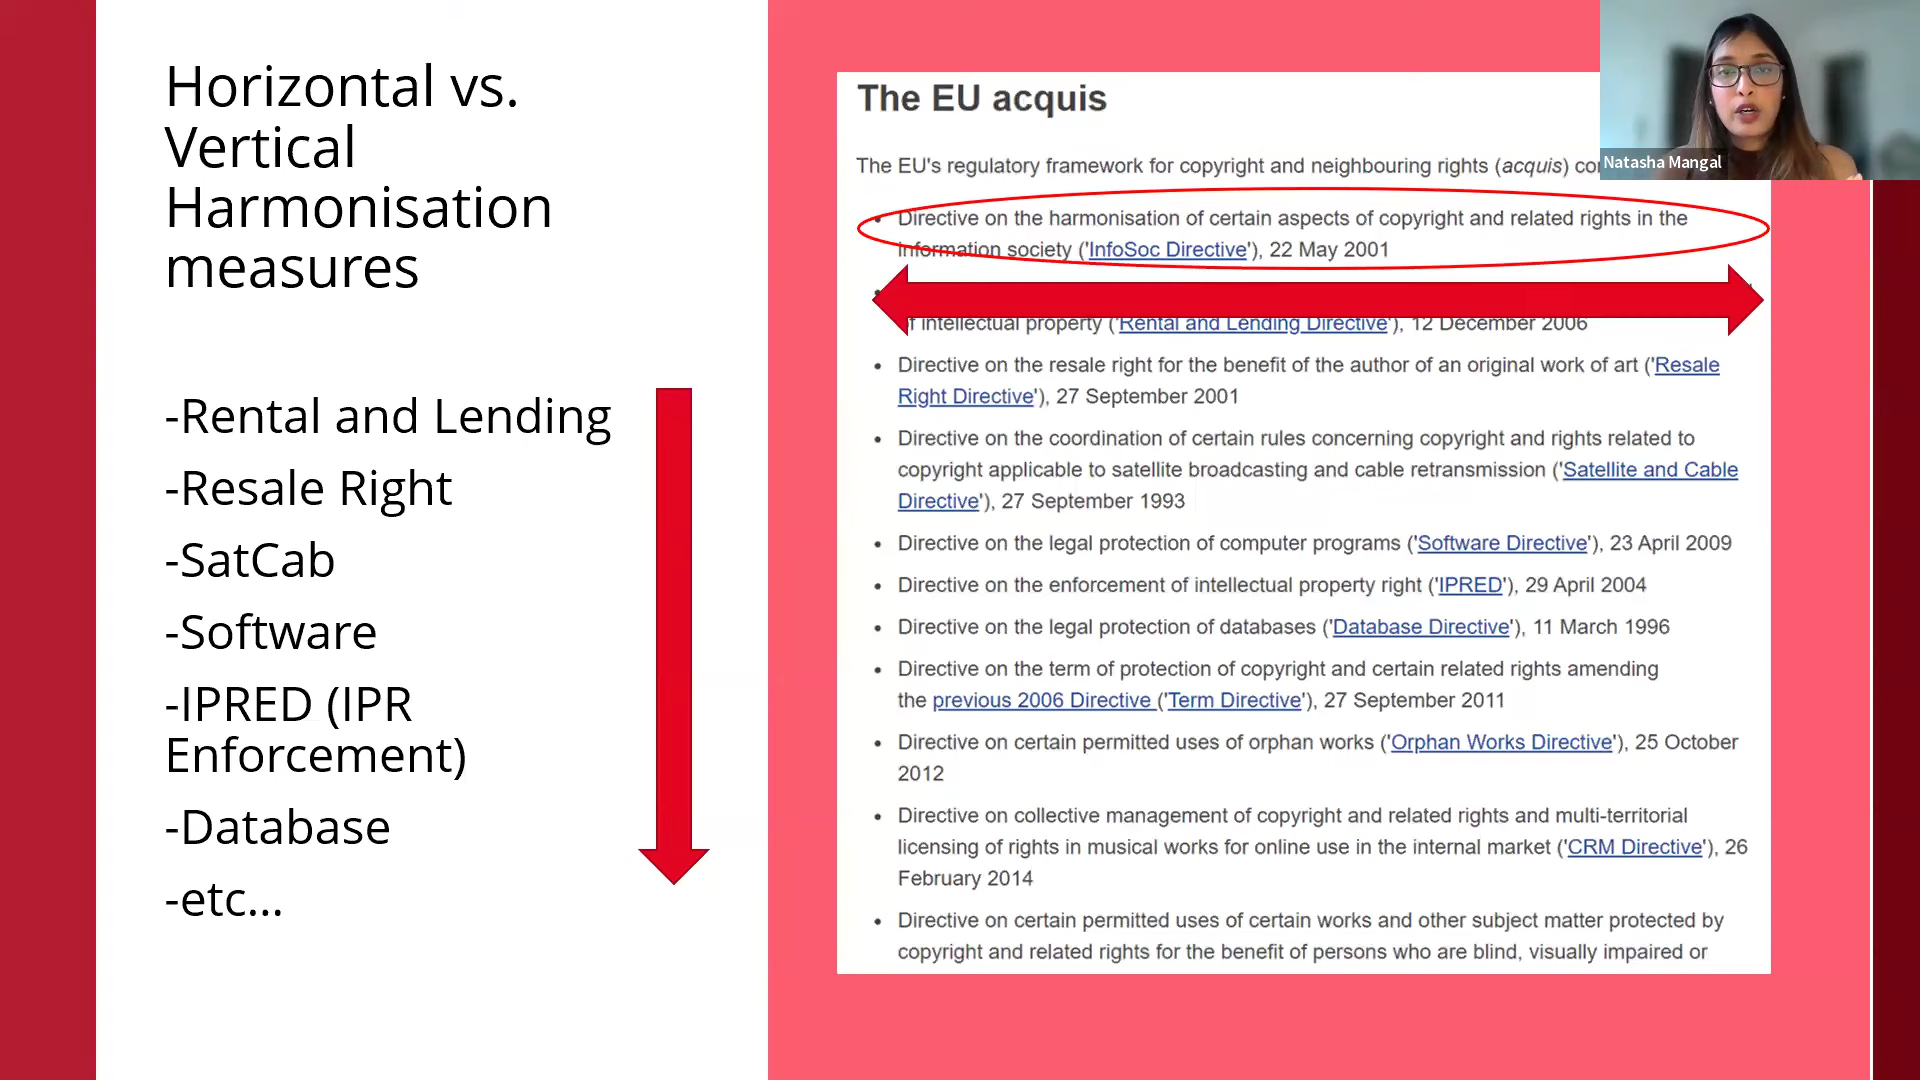 Horizontal vs.
Vertical
Harmonisation
measures
-Rental and Lending
-Resale Right
-SatCab
-Software
-IPRED (IPR
Enforcement)
-Database
-etc...
The EU acquis
The EU's regulatory framework for copyright and neighbouring rights (acquis)
• Directive on the harmonisation of certain aspects of copyright and related rights in the
information society ('InfoSoc Directive'), 22 May 2001
of intellectual property ('Rental and Lending Directive'), 12 December 2006
• Directive on the resale right for the benefit of the author of an original work of art ('Resale
Right Directive'), 27 September 2001
• Directive on the coordination of certain rules concerning copyright and rights related to
copyright applicable to satellite broadcasting and cable retransmission ('Satellite and Cable
Directive'), 27 September 1993
• Directive on the legal protection of computer programs ('Software Directive'), 23 April 2009
• Directive on the enforcement of intellectual property right ('IPRED'), 29 April 2004
• Directive on the legal protection of databases ('Database Directive'), 11 March 1996
• Directive on the term of protection of copyright and certain related rights amending
the previous 2006 Directive ('Term Directive'), 27 September 2011
• Directive on certain permitted uses of orphan works ('Orphan Works Directive'), 25 October
2012
• Directive on collective management of copyright and related rights and multi-territorial
licensing of rights in musical works for online use in the internal market ('CRM Directive'), 26
February 2014
• Directive on certain permitted uses of certain works and other subject matter protected by
copyright and related rights for the benefit of persons who are blind, visually impaired or
Natasha Mangal